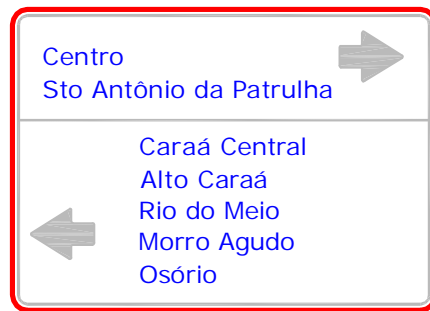 Centro
Sto Antônio da Patrulha
Caraá Central
Alto Caraá
Rio do Meio
Morro Agudo
Osório